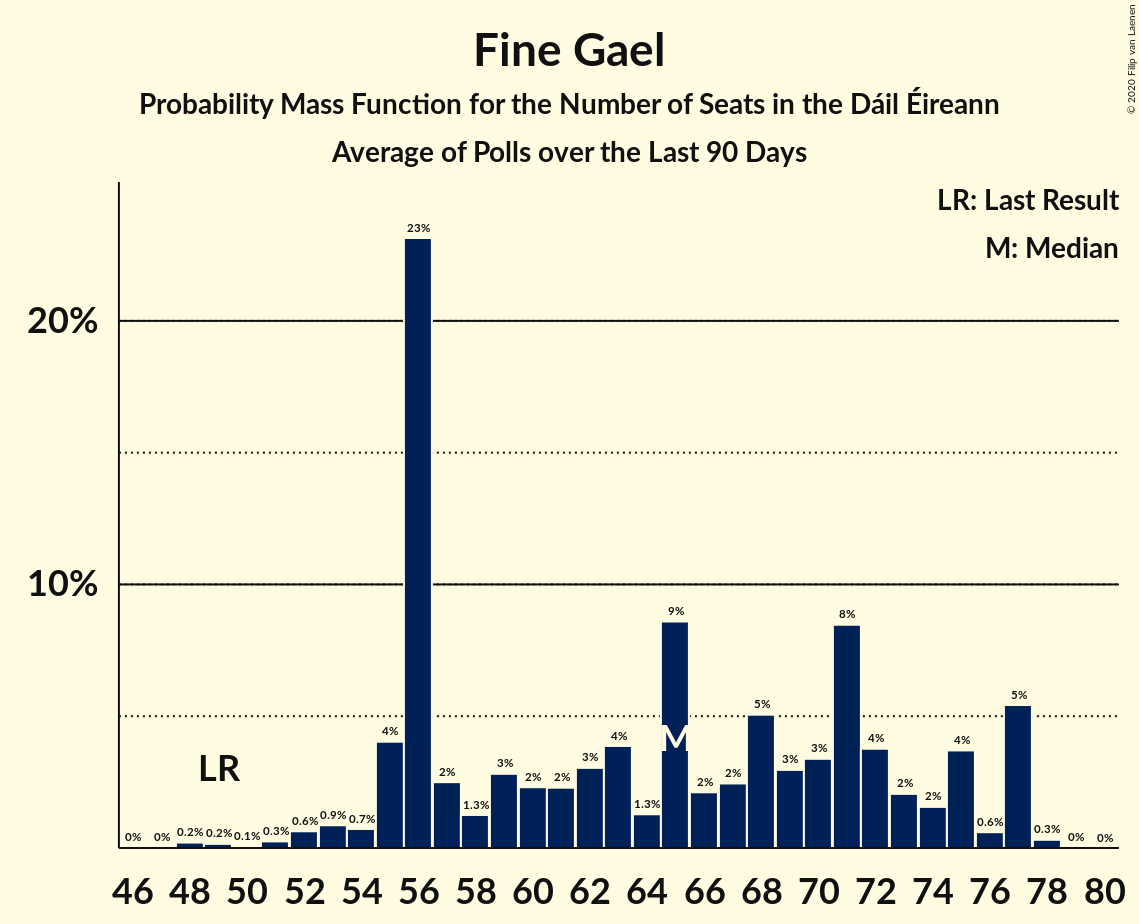 Fine Gael
Probability Mass Function for the Number of Seats in the Dáil Éireann
Average of Polls over the Last 90 Days
© 2020 Filip van Laenen
LR: Last Result
M: Median
20%
10%
0% 0% 0.2% 0.2% 0.1% 0.3% 0.6% 0.9% 0.7% 4% 23% 2% 1.3% 3% 2% 2% 3% 4% 1.3% 9% 2% 2% 5% 3% 3% 8% 4% 2% 2% 4% 0.6% 5% 0.3% 0% 0%
LR
M
46 48 50 52 54 56 58 60 62 64 66 68 70 72 74 76 78 80